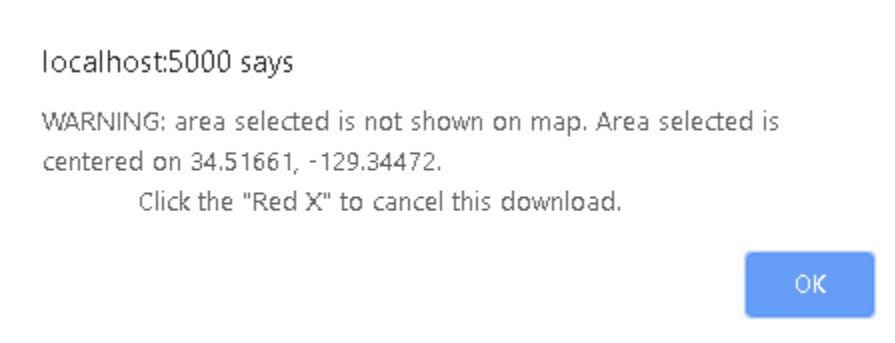 localhost:5000 says
WARNING: area selected is not shown on map. Area selected is
centered on 34.51661, -129.34472.
Click the "Red X" to cancel this download.
OK